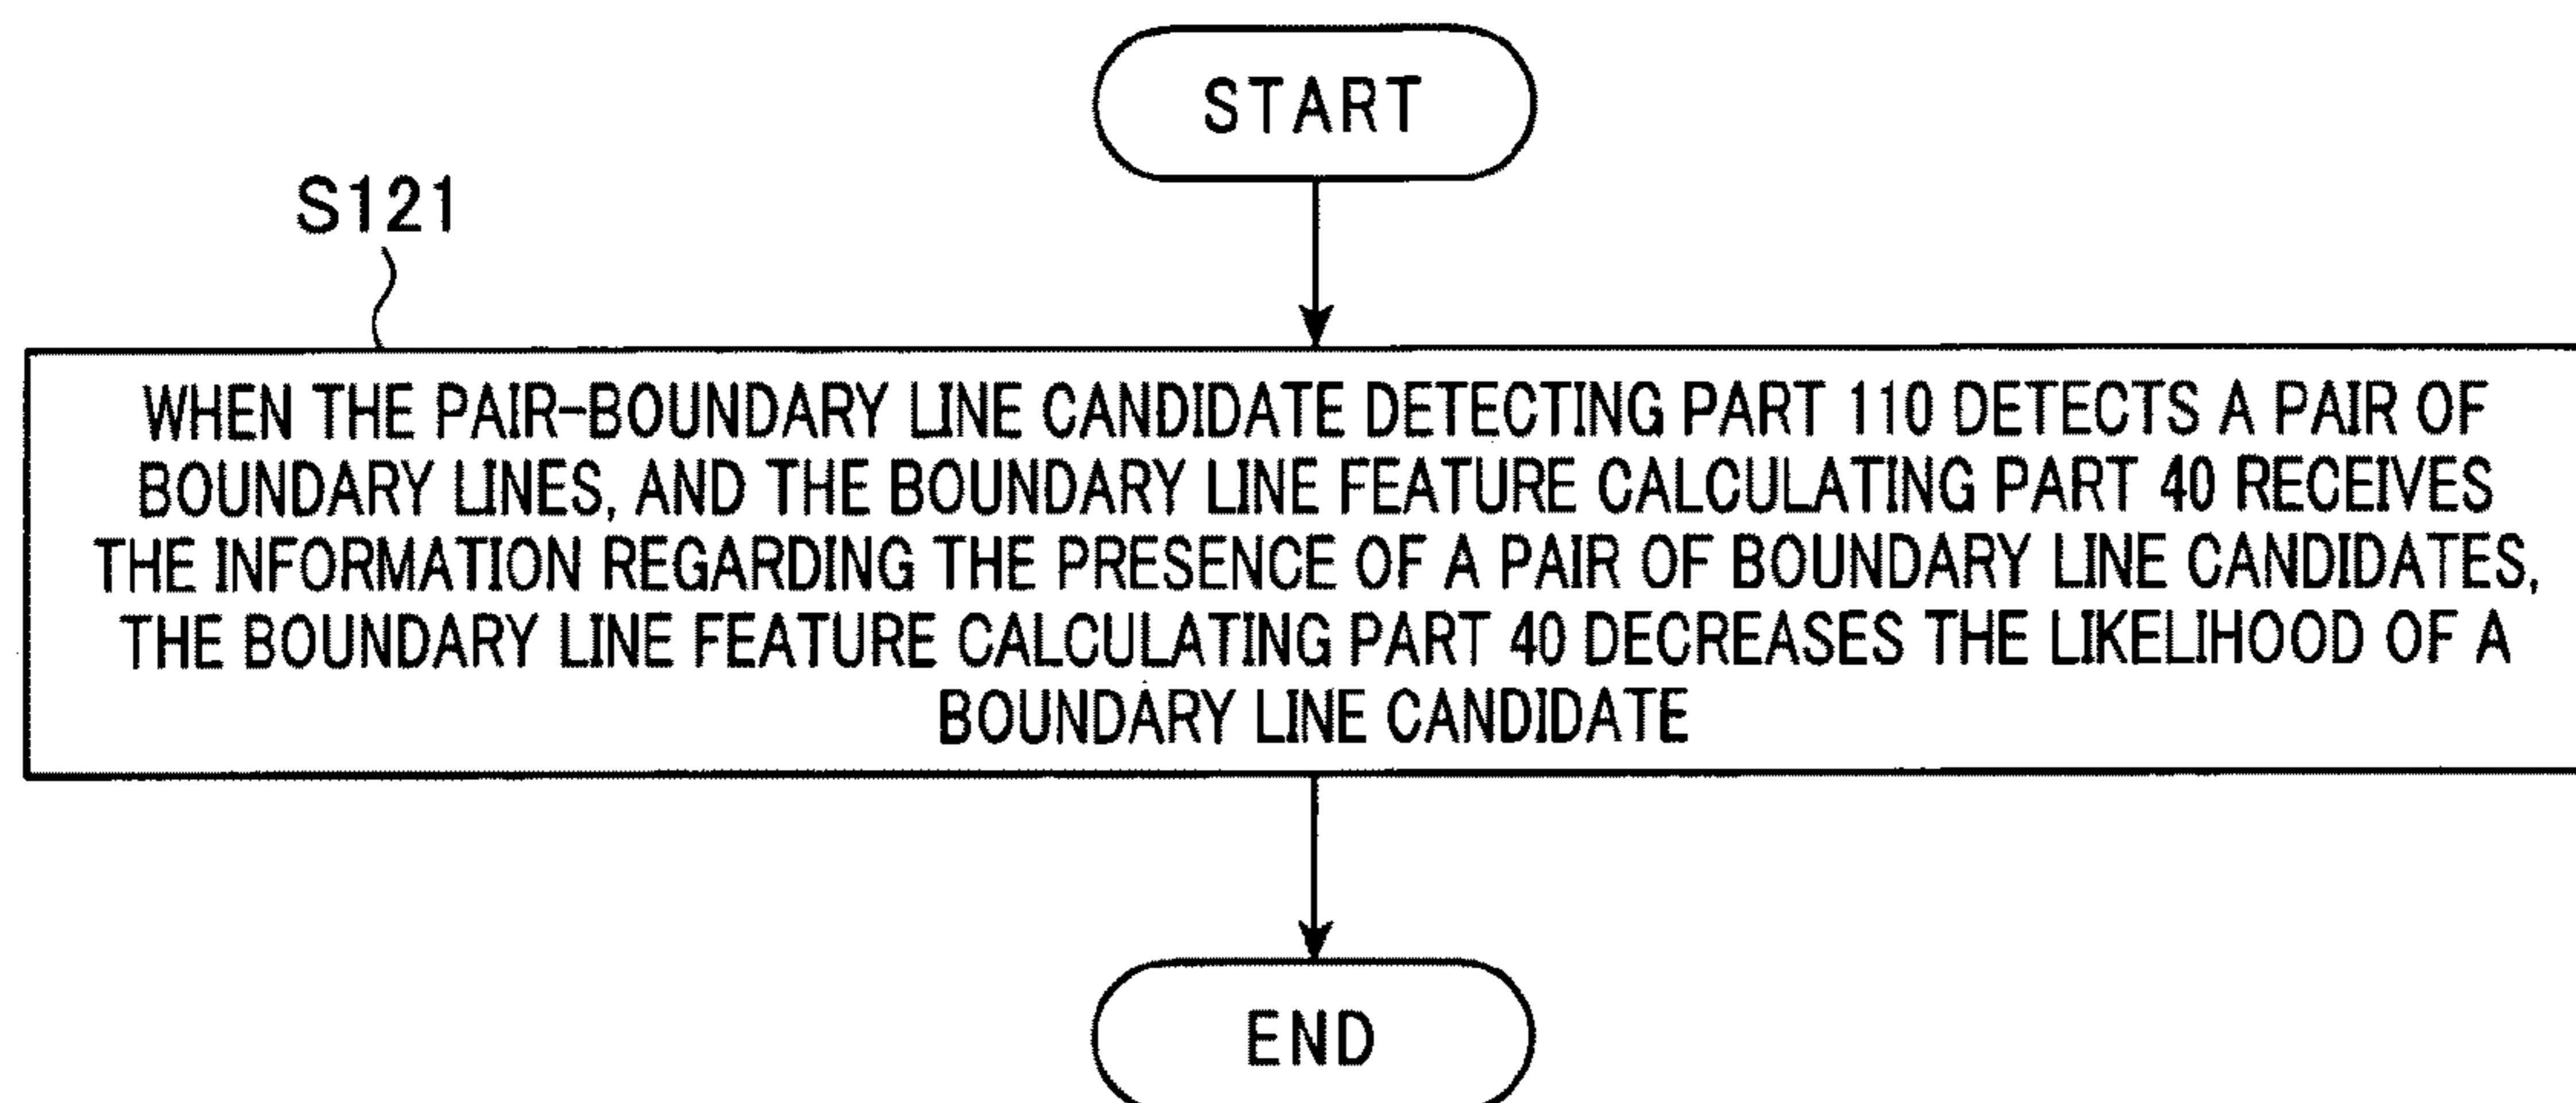 START
S121
WHEN THE PAIR-BOUNDARY LINE CANDIDATE DETECTING PART 110 DETECTS A PAIR OF
BOUNDARY LINES, AND THE BOUNDARY LINE FEATURE CALCULATING PART 40 RECEIVES
THE INFORMATION REGARDING THE PRESENCE OF A PAIR OF BOUNDARY LINE CANDIDATES,
THE BOUNDARY LINE FEATURE CALCULATING PART 40 DECREASES THE LIKELIHOOD OF A
BOUNDARY LINE CANDIDATE
END